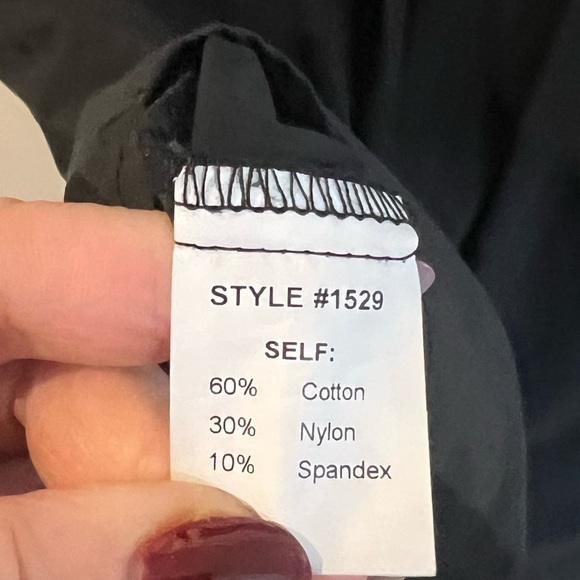 STYLE #1529
SELF:
60% Cotton
30% Nylon
10% Spandex